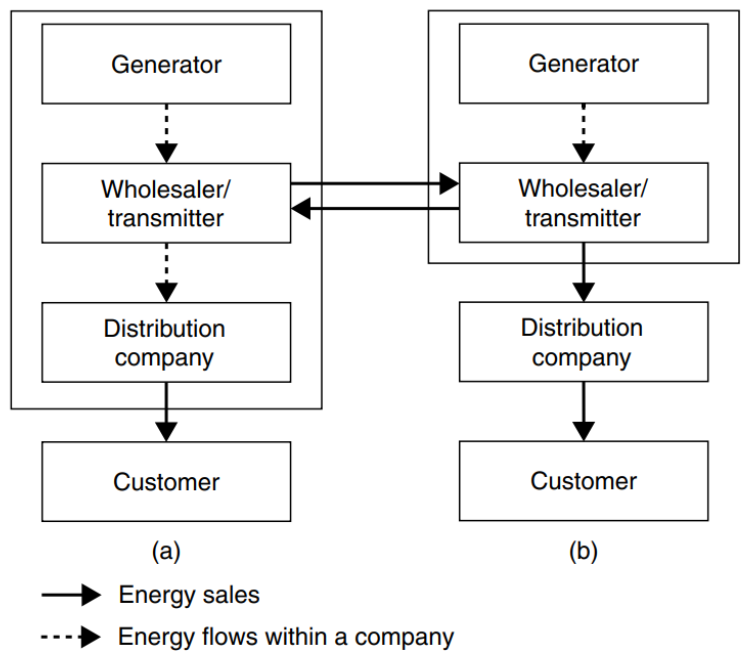 Generator
Generator
Wholesaler/
transmitter
Wholesaler/
transmitter
Distribution
company
Distribution
company
Customer
Customer
(a)
(b)
Energy sales
Energy flows within a company